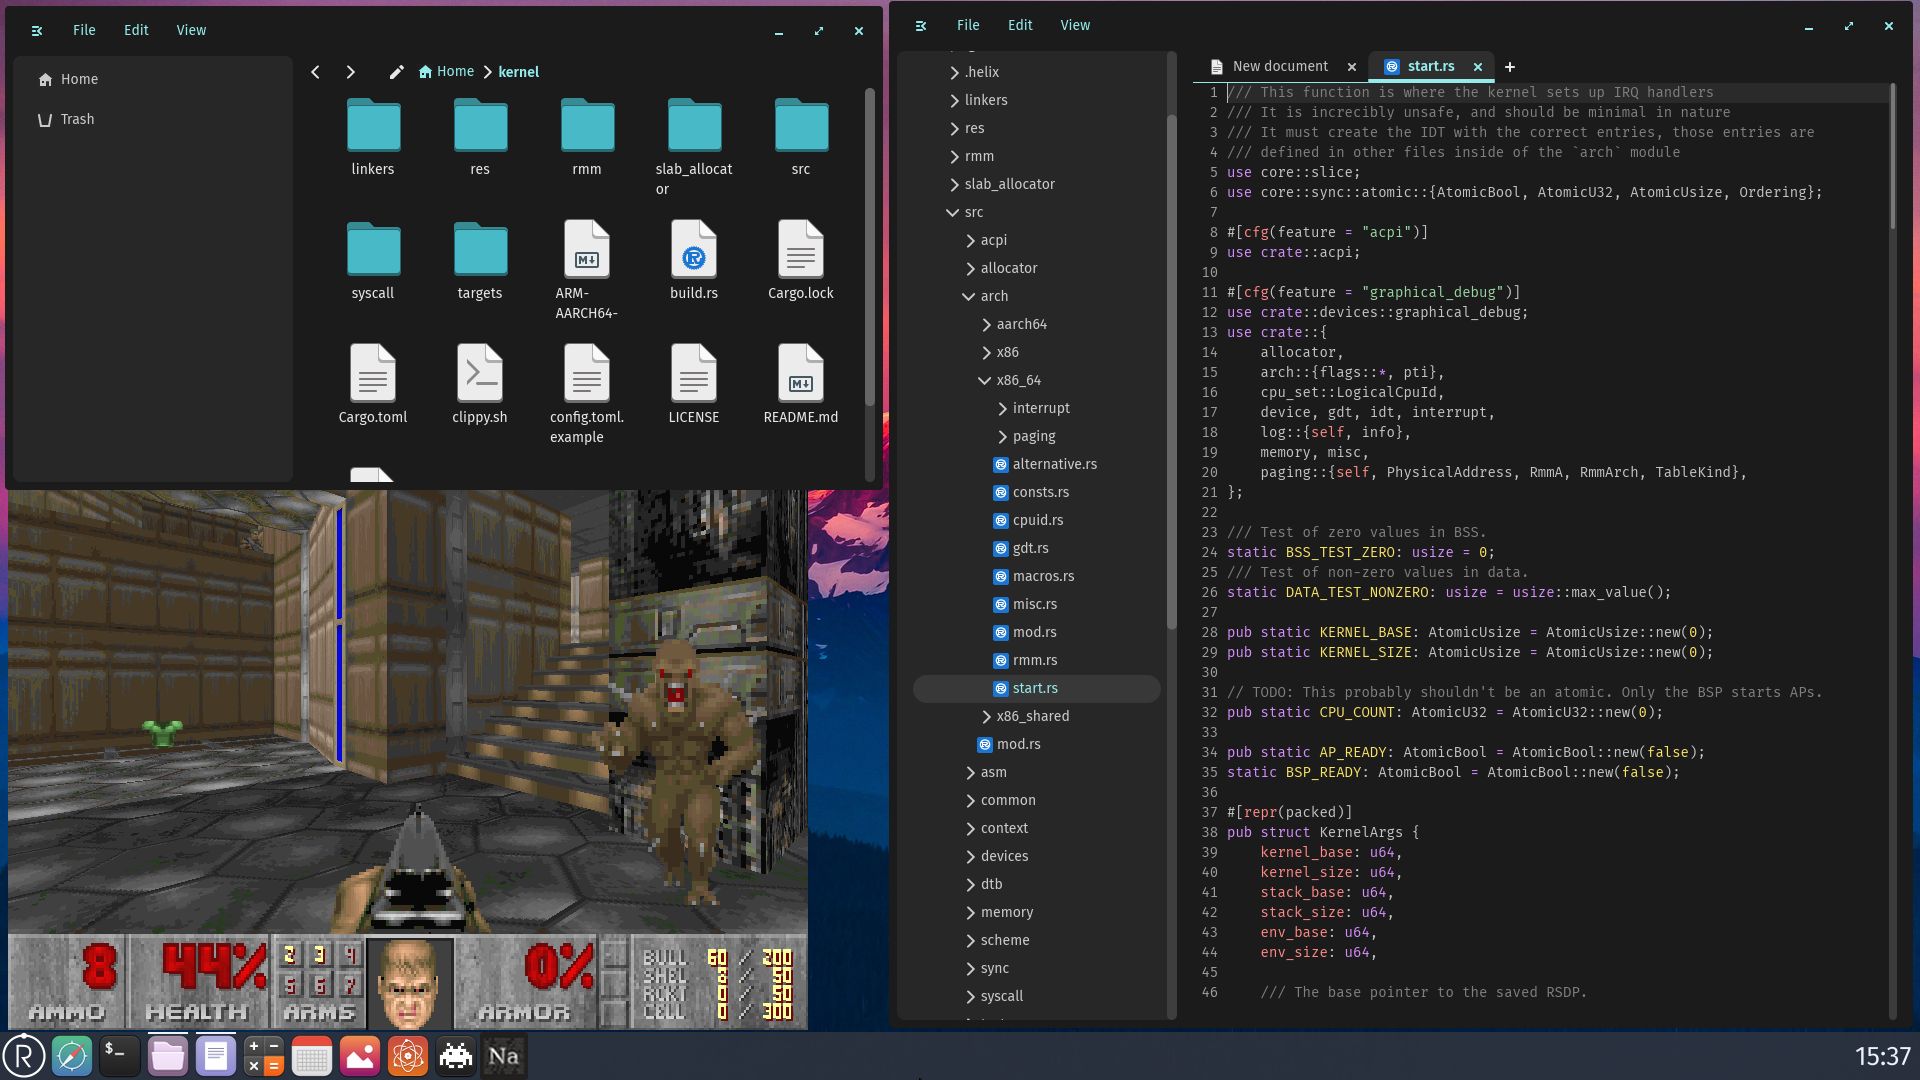 File Edit View
Home
Trash
Home kernel
linkers
res
rmm
slab_allocat
or
src
syscall
targets
M↓
ARM-
AARCH64-
build.rs
Cargo.lock
Cargo.toml
clippy.sh
config.toml.
example
LICENSE
M↓
README.md
8
AMMO
44%
HEALTH
2 3 4
5 6 7
ARMS
0%
ARMOR
BULL 60 / 200
SHEL 8 / 50
RCKT 0 / 50
CELL 0 / 300
File Edit View
.helix
linkers
res
rmm
slab_allocator
src
acpi
allocator
arch
aarch64
x86
x86_64
interrupt
paging
alternative.rs
consts.rs
cpuid.rs
gdt.rs
macros.rs
misc.rs
mod.rs
rmm.rs
start.rs
x86_shared
mod.rs
asm
common
context
devices
dtb
memory
scheme
sync
syscall
New document
start.rs
1 /// This function is where the kernel sets up IRQ handlers
2 /// It is increcibly unsafe, and should be minimal in nature
3 /// It must create the IDT with the correct entries, those entries are
4 /// defined in other files inside of the `arch` module
5 use core::slice;
6 use core::sync::atomic::{AtomicBool, AtomicU32, AtomicUsize, Ordering};
7
8 #[cfg(feature = "acpi")]
9 use crate::acpi;
10
11 #[cfg(feature = "graphical_debug")]
12 use crate::devices::graphical_debug;
13 use crate::{
14     allocator,
15     arch::{flags::*, pti},
16     cpu_set::LogicalCpuId,
17     device, gdt, idt, interrupt,
18     log::{self, info},
19     memory, misc,
20     paging::{self, PhysicalAddress, RmmA, RmmArch, TableKind},
21 };
22
23 /// Test of zero values in BSS.
24 static BSS_TEST_ZERO: usize = 0;
25 /// Test of non-zero values in data.
26 static DATA_TEST_NONZERO: usize = usize::max_value();
27
28 pub static KERNEL_BASE: AtomicUsize = AtomicUsize::new(0);
29 pub static KERNEL_SIZE: AtomicUsize = AtomicUsize::new(0);
30
31 // TODO: This probably shouldn't be an atomic. Only the BSP starts APs.
32 pub static CPU_COUNT: AtomicU32 = AtomicU32::new(0);
33
34 pub static AP_READY: AtomicBool = AtomicBool::new(false);
35 static BSP_READY: AtomicBool = AtomicBool::new(false);
36
37 #[repr(packed)]
38 pub struct KernelArgs {
39     kernel_base: u64,
40     kernel_size: u64,
41     stack_base: u64,
42     stack_size: u64,
43     env_base: u64,
44     env_size: u64,
45
46     /// The base pointer to the saved RSDP.
R
$_
Na
15:37